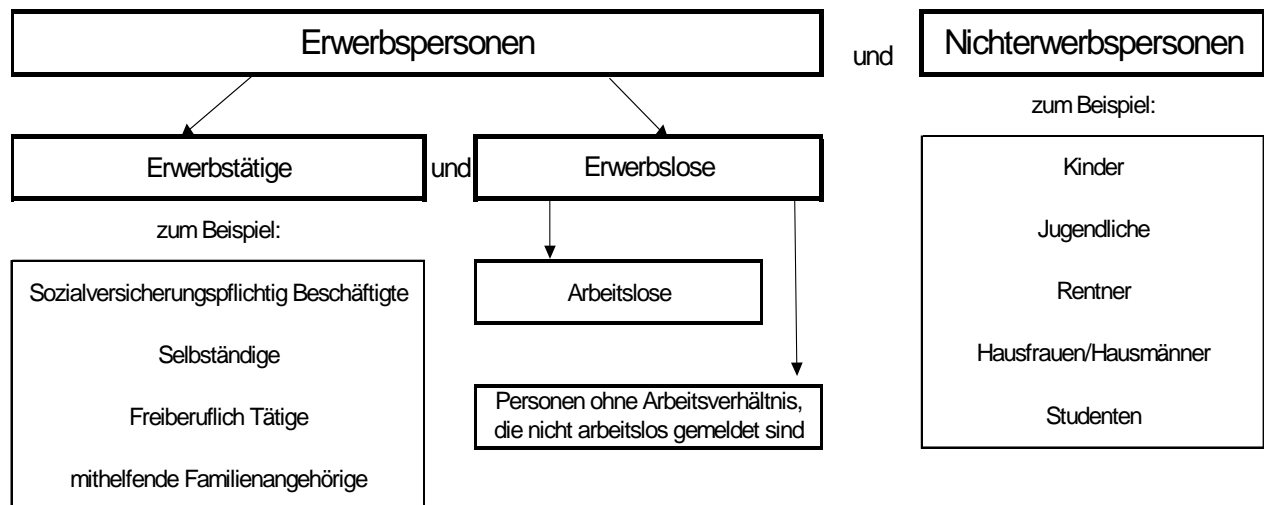 Erwerbspersonen
und
Nichterwerbspersonen
zum Beispiel:
Erwerbstätige
und
Erwerbslose
Kinder
zum Beispiel:
Jugendliche
Sozialversicherungspflichtig Beschäftigte
Arbeitslose
Rentner
Selbständige
Hausfrauen/Hausmänner
Personen ohne Arbeitsverhältnis,
die nicht arbeitslos gemeldet sind
Freiberuflich Tätige
Studenten
mithelfende Familienangehörige